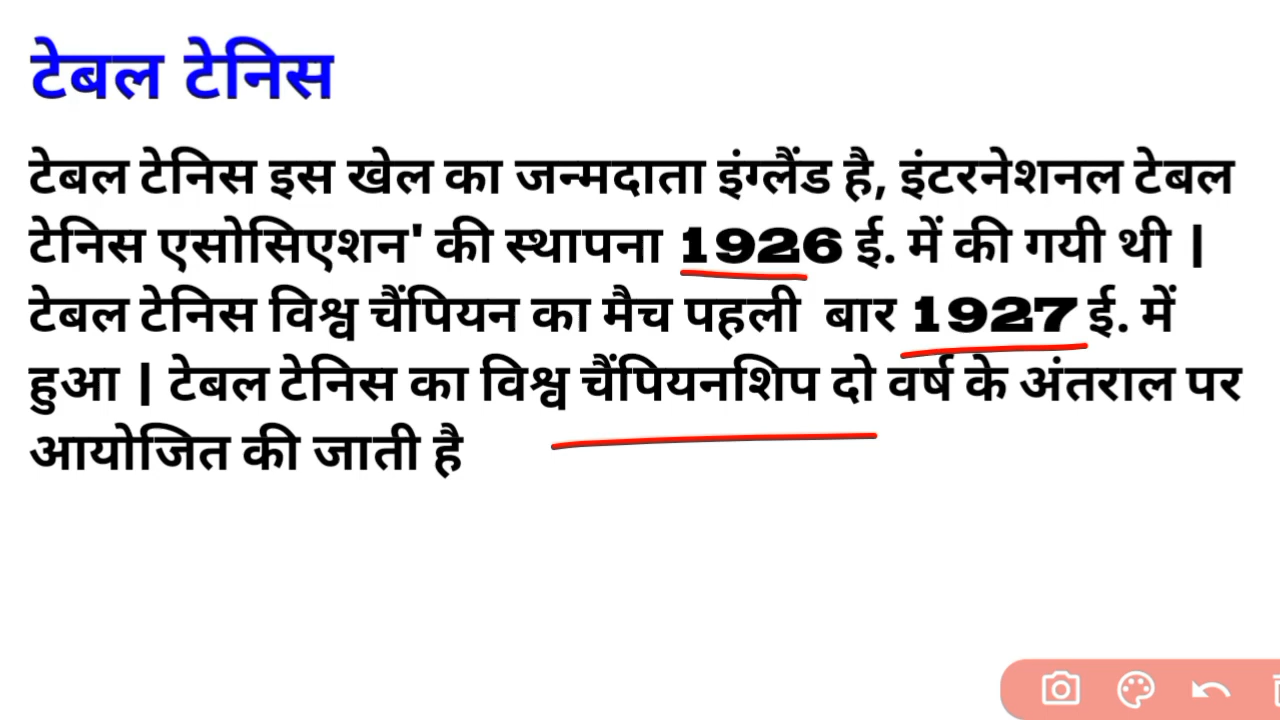 टेबल टेनिस
टेबल टेनिस इस खेल का जन्मदाता इंग्लैंड है, इंटरनेशनल टेबल
टेनिस एसोसिएशन' की स्थापना 1926 ई. में की गयी थी |
टेबल टेनिस विश्व चैंपियन का मैच पहली बार 1927 ई. में
हुआ | टेबल टेनिस का विश्व चैंपियनशिप दो वर्ष के अंतराल पर
आयोजित की जाती है